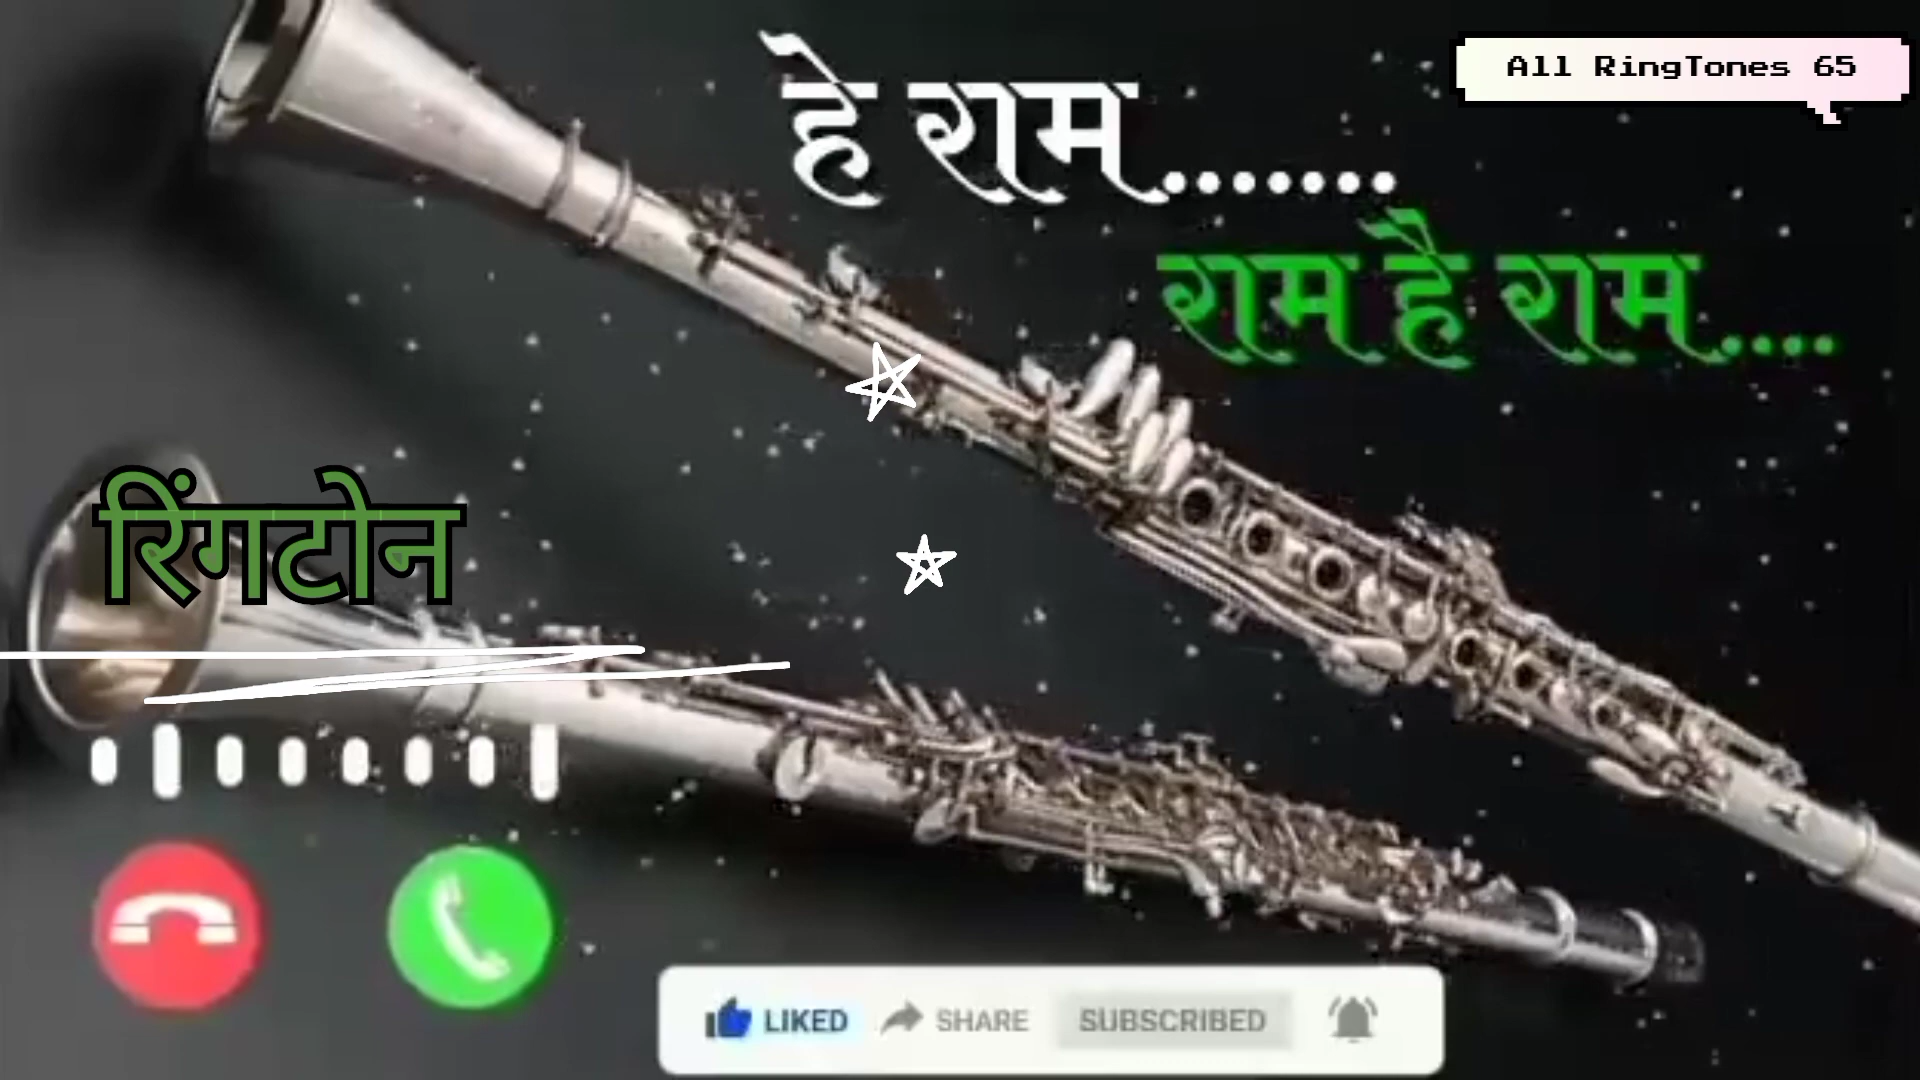 All RingTones 65
हे राम.......
राम है राम....
रिंगटोन
LIKED SHARE SUBSCRIBED